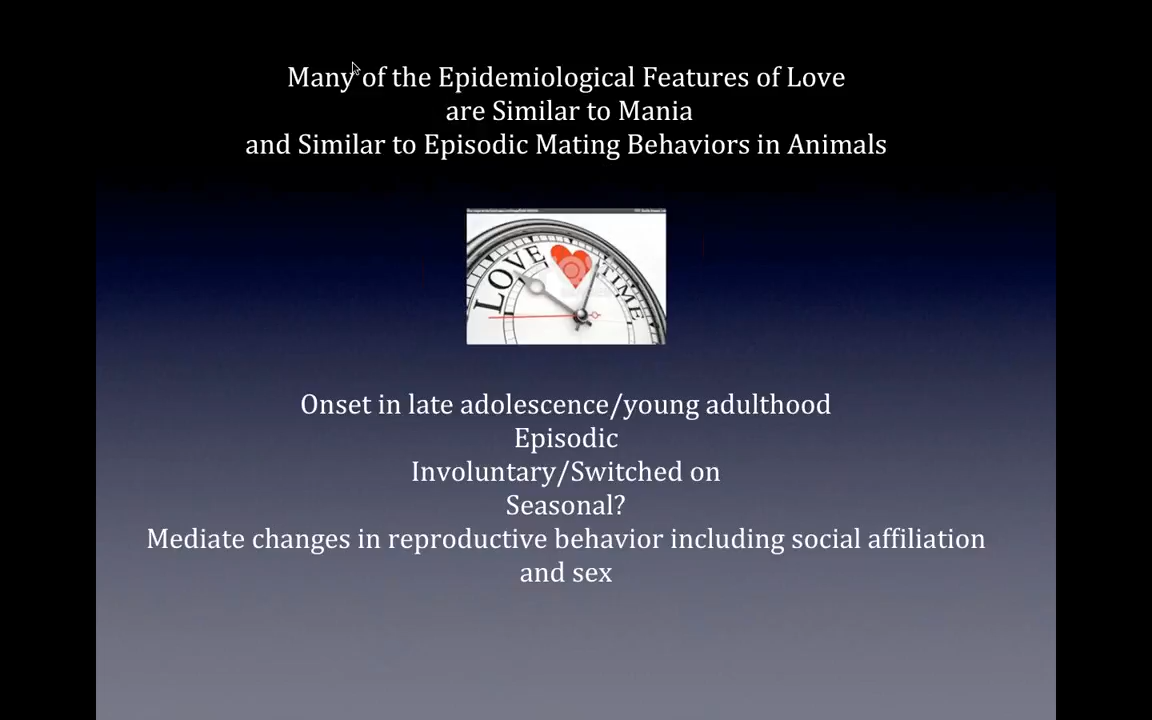 Many of the Epidemiological Features of Love
are Similar to Mania
and Similar to Episodic Mating Behaviors in Animals
LOVE TIME
Onset in late adolescence/young adulthood
Episodic
Involuntary/Switched on
Seasonal?
Mediate changes in reproductive behavior including social affiliation
and sex